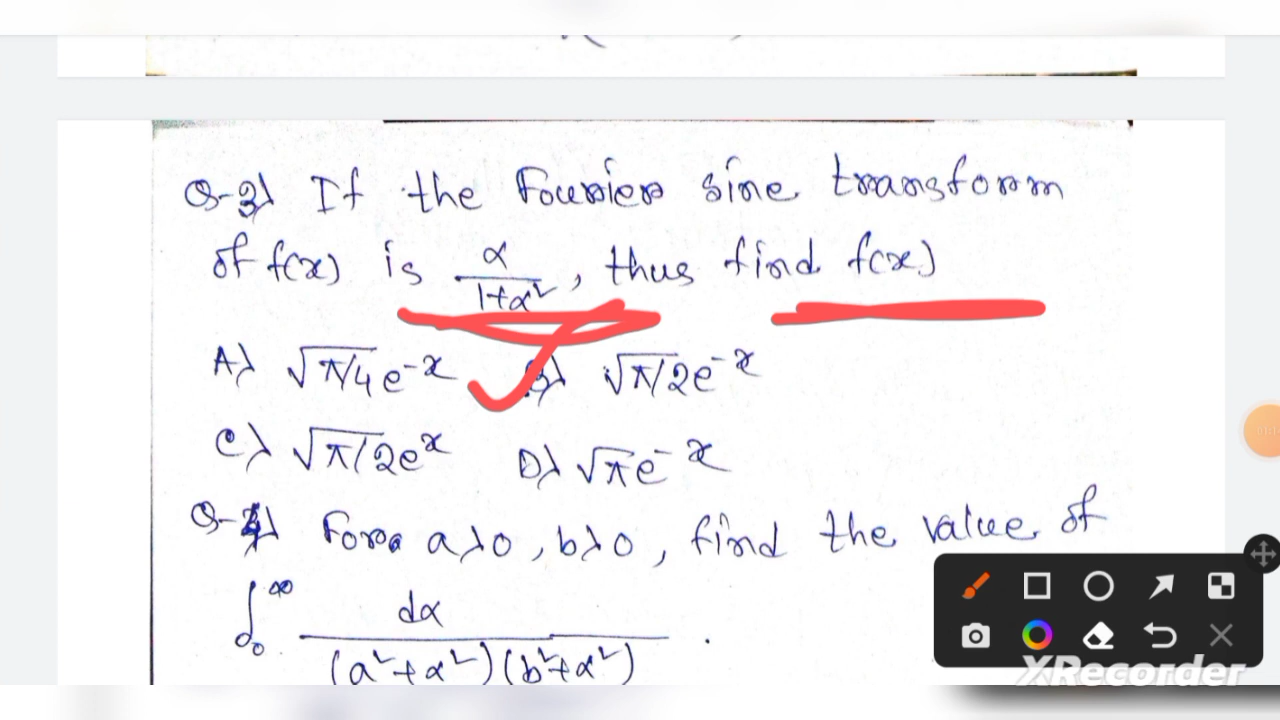 Q-3) If the Fourier sine transform
of f(x) is α/1+α², thus find f(x)
A) √π/4 e⁻ˣ B) √π/2 e⁻ˣ
C) √π/2 eˣ D) √π e⁻ˣ
Q-4) For a>0, b>0, find the value of
∫₀^∞ dα/(a²+α²)(b²+α²) .
XRecorder